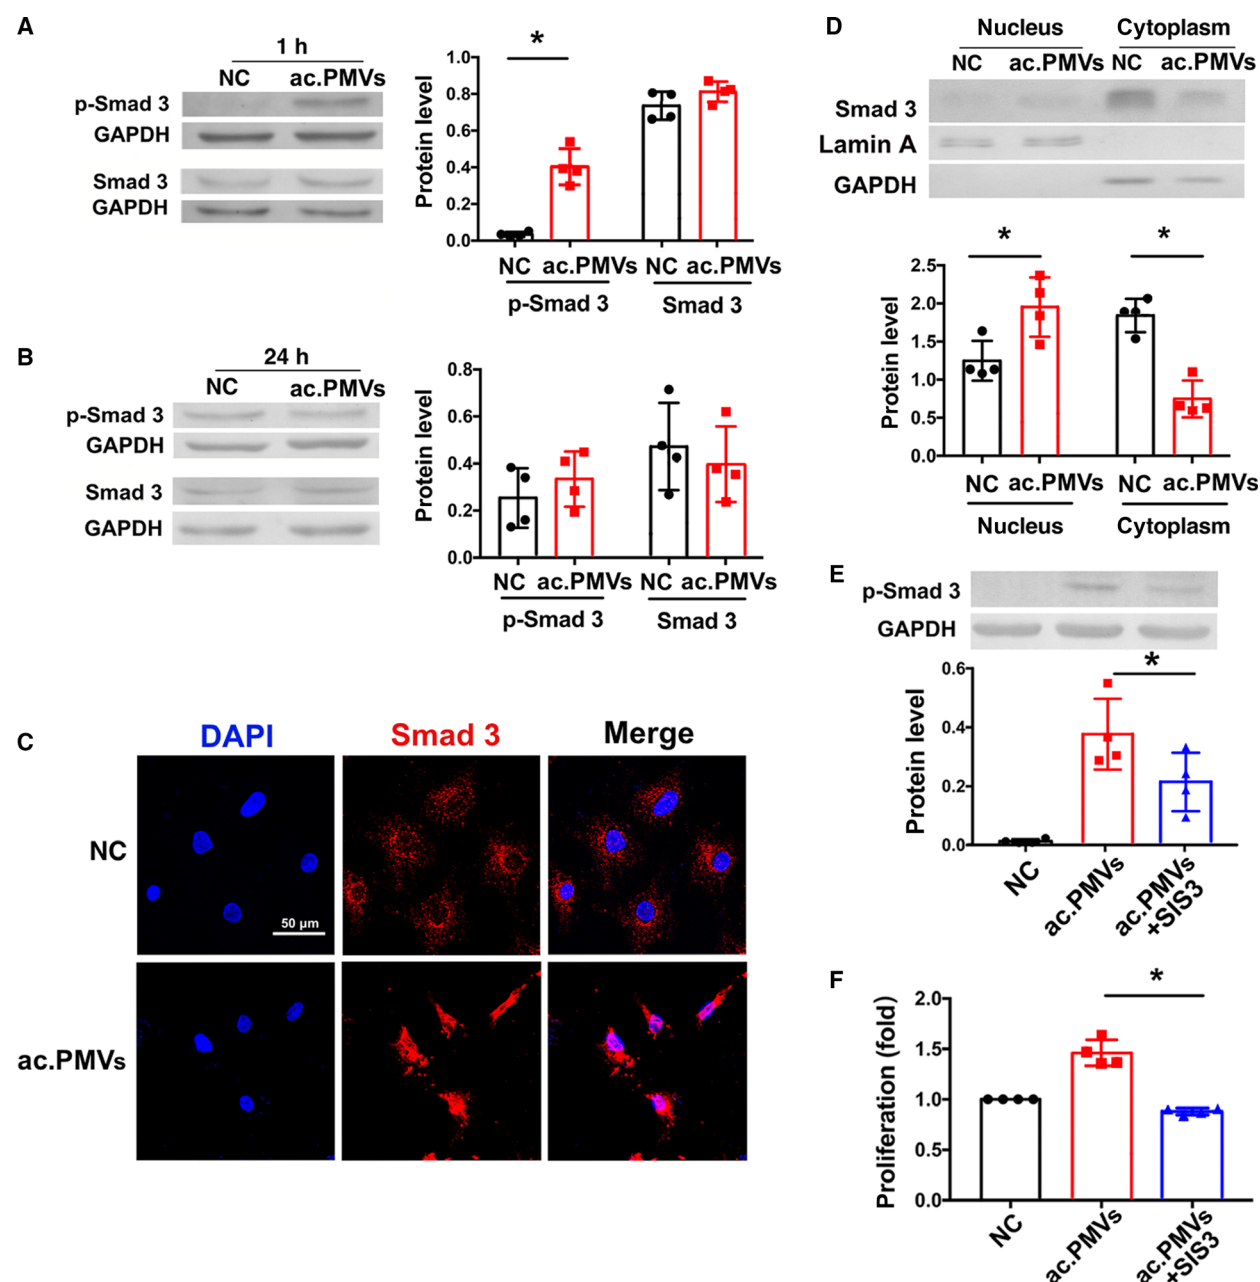 A
1 h
NC ac.PMVs
p-Smad 3
GAPDH
Smad 3
GAPDH
*
Protein level
1.0
0.8
0.6
0.4
0.2
0.0
NC ac.PMVs NC ac.PMVs
p-Smad 3 Smad 3
B
24 h
NC ac.PMVs
p-Smad 3
GAPDH
Smad 3
GAPDH
Protein level
0.8
0.6
0.4
0.2
0.0
NC ac.PMVs NC ac.PMVs
p-Smad 3 Smad 3
C
DAPI Smad 3 Merge
NC
50 μm
ac.PMVs
D
Nucleus Cytoplasm
NC ac.PMVs NC ac.PMVs
Smad 3
Lamin A
GAPDH
* *
Protein level
2.5
2.0
1.5
1.0
0.5
0.0
NC ac.PMVs NC ac.PMVs
Nucleus Cytoplasm
E
p-Smad 3
GAPDH
*
Protein level
0.6
0.4
0.2
0.0
NC
ac.PMVs
ac.PMVs
+SIS3
F
*
Proliferation (fold)
2.0
1.5
1.0
0.5
0.0
NC
ac.PMVs
ac.PMVs
+SIS3